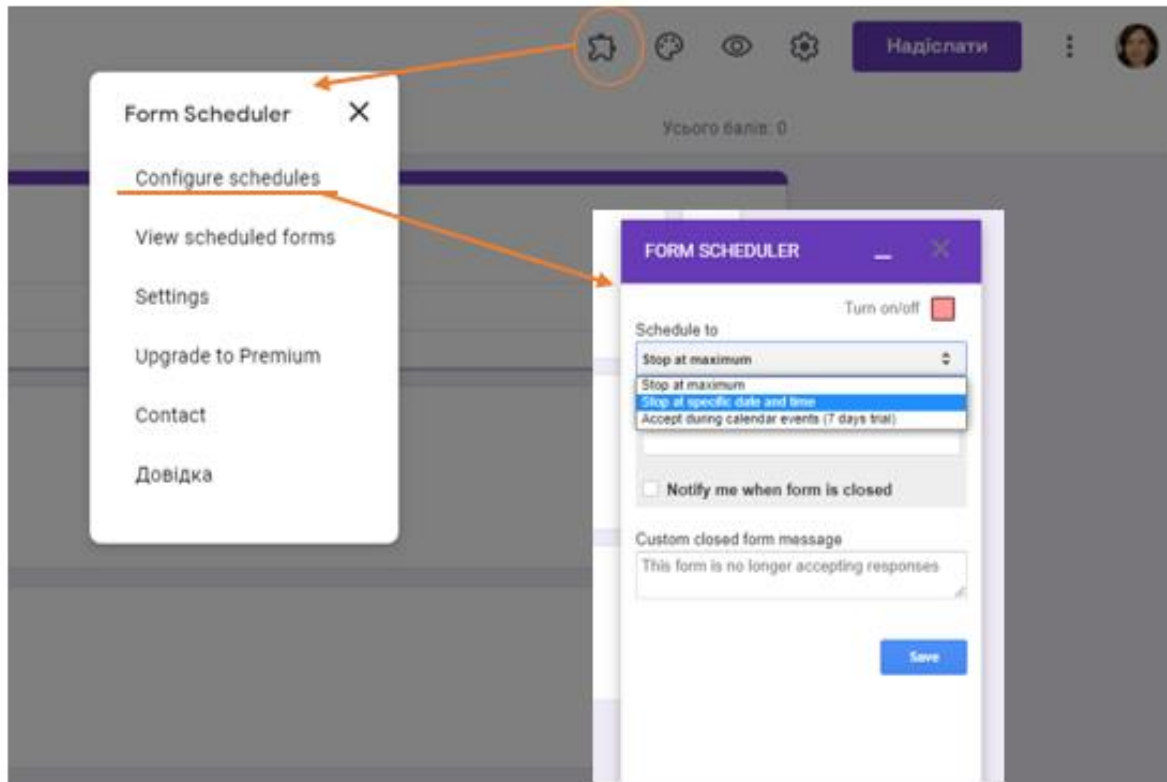 Надіслати
Form Scheduler
Усього балів: 0
Configure schedules
View scheduled forms
Settings
Upgrade to Premium
Contact
Довідка
FORM SCHEDULER
Turn on/off
Schedule to
Stop at maximum
Stop at maximum
Stop at specific date and time
Accept during calendar events (7 days trial)
Notify me when form is closed
Custom closed form message
This form is no longer accepting responses
Save